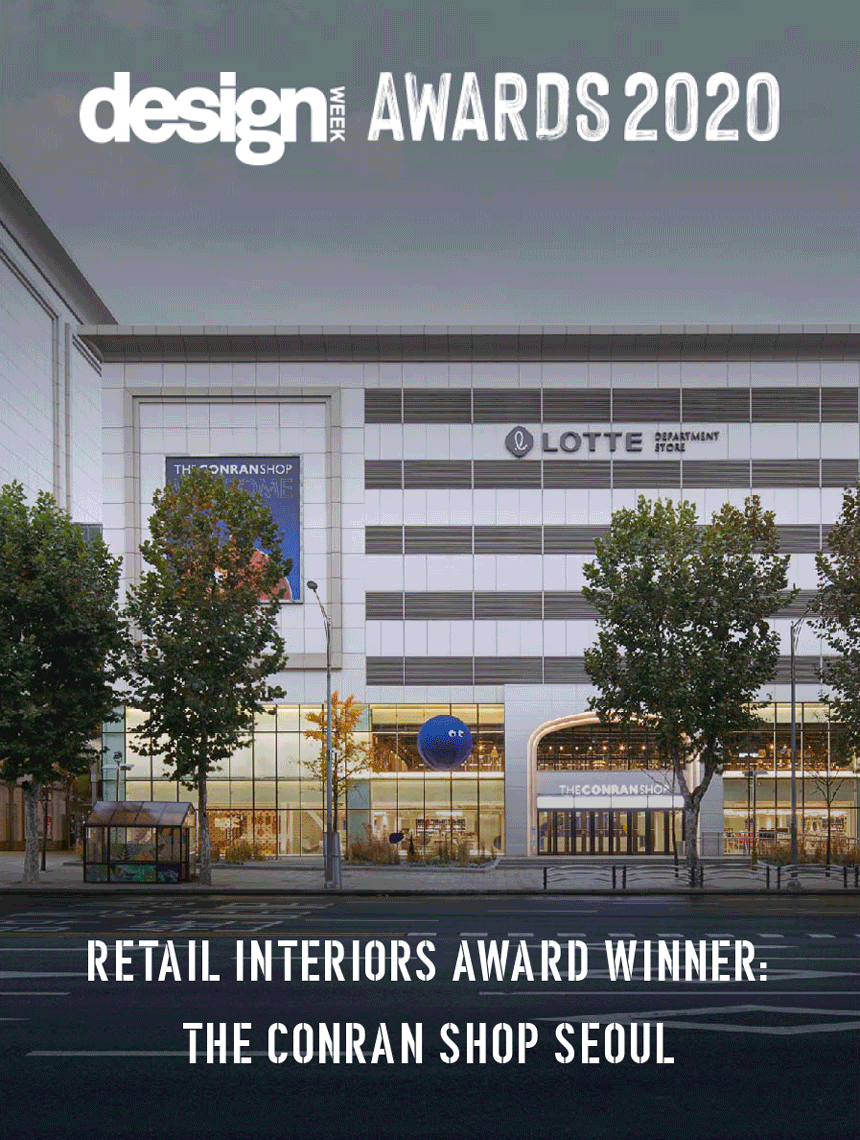 design WEEK AWARDS 2020
LOTTE DEPARTMENT
STORE
THE CONRAN SHOP
WELCOME
THE CONRAN SHOP
RETAIL INTERIORS AWARD WINNER:
THE CONRAN SHOP SEOUL